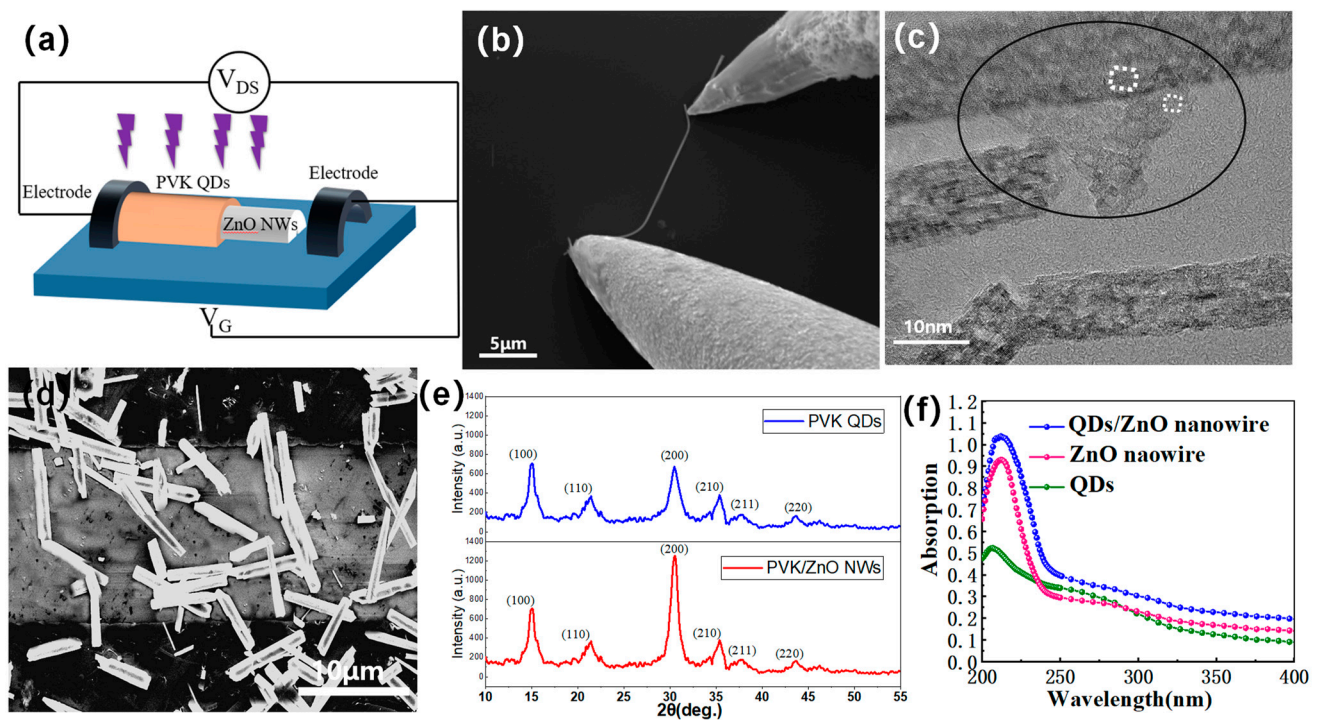 (a)
V_DS
PVK QDs
Electrode
Electrode
ZnO NWs
V_G
(b)
5μm
(c)
10nm
(d)
10μm
(e)
1400
1200
1000
800
600
400
200
0
Intensity (a.u.)
PVK QDs
(100)
(110)
(200)
(210)
(211)
(220)
1400
1200
1000
800
600
400
200
0
Intensity (a.u.)
PVK/ZnO NWs
(100)
(110)
(200)
(210)
(211)
(220)
10 15 20 25 30 35 40 45 50 55
2θ(deg.)
(f)
1.2
1.1
1.0
0.9
0.8
0.7
0.6
0.5
0.4
0.3
0.2
0.1
0.0
Absorption
QDs/ZnO nanowire
ZnO naowire
QDs
200 250 300 350 400
Wavelength(nm)